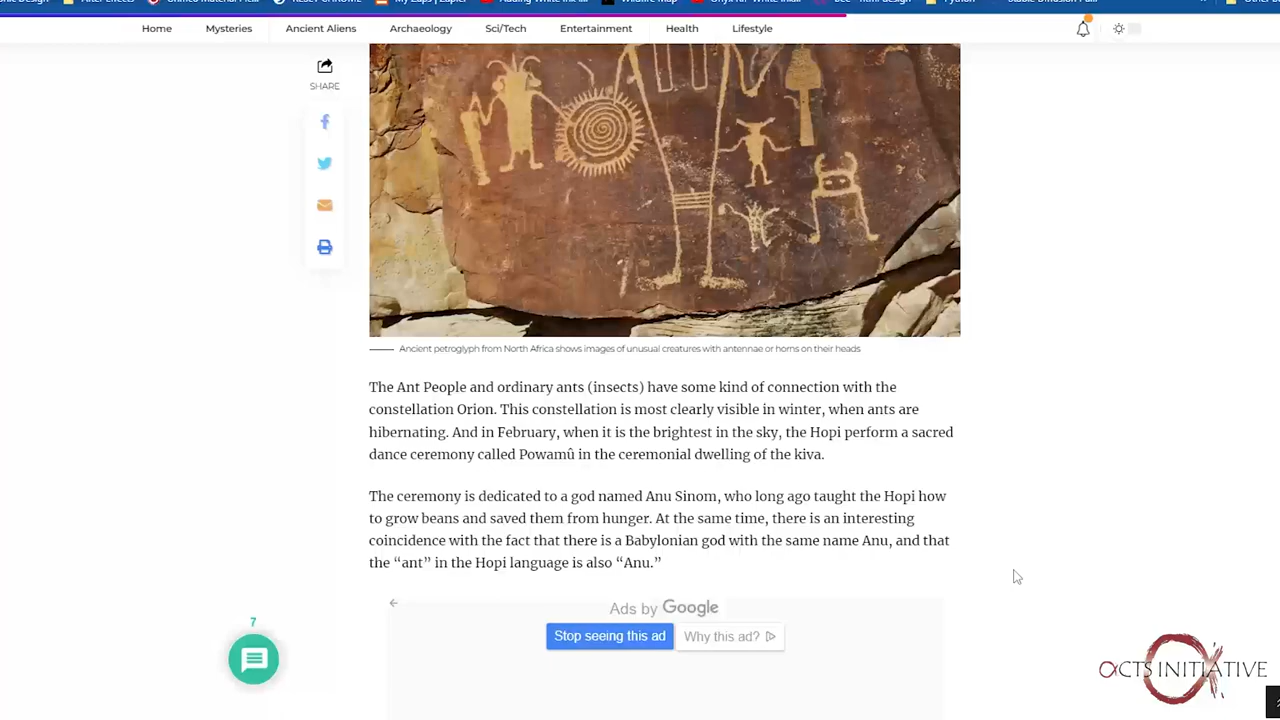 Home Mysteries Ancient Aliens Archaeology Sci/Tech Entertainment Health Lifestyle
SHARE
Ancient petroglyph from North Africa shows images of unusual creatures with antennae or horns on their heads
The Ant People and ordinary ants (insects) have some kind of connection with the
constellation Orion. This constellation is most clearly visible in winter, when ants are
hibernating. And in February, when it is the brightest in the sky, the Hopi perform a sacred
dance ceremony called Powamû in the ceremonial dwelling of the kiva.
The ceremony is dedicated to a god named Anu Sinom, who long ago taught the Hopi how
to grow beans and saved them from hunger. At the same time, there is an interesting
coincidence with the fact that there is a Babylonian god with the same name Anu, and that
the “ant” in the Hopi language is also “Anu.”
Ads by Google
Stop seeing this ad Why this ad?
7
ACTS INITIATIVE